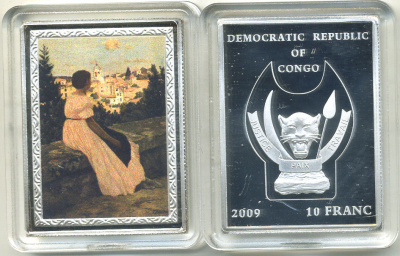 DEMOCRATIC REPUBLIC
OF
CONGO
JUSTICE
PAIX
TRAVAIL
2009 10 FRANC